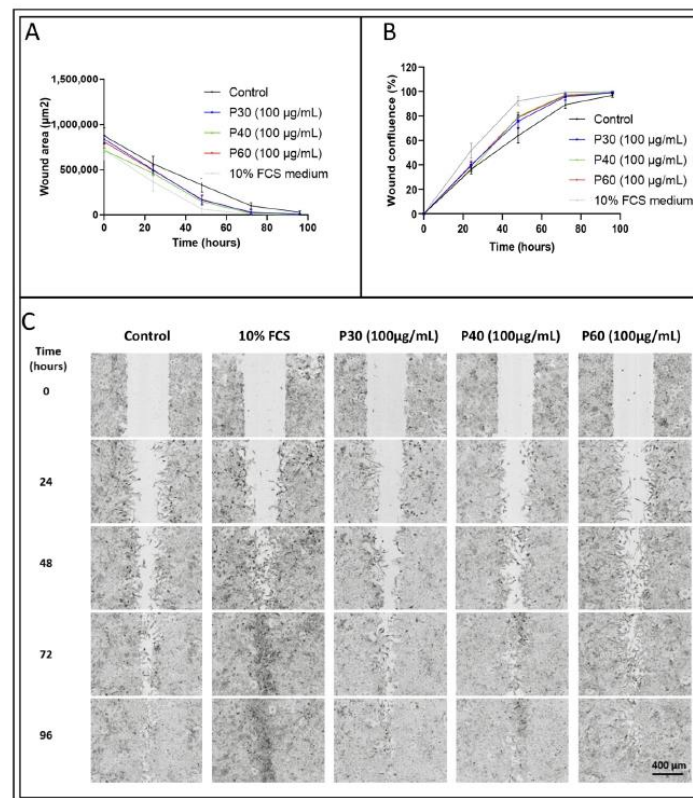 A
1,500,000
1,000,000
500,000
0
Wound area (µm2)
0 20 40 60 80 100
Time (hours)
Control
P30 (100 µg/mL)
P40 (100 µg/mL)
P60 (100 µg/mL)
10% FCS medium
B
120
100
80
60
40
20
0
Wound confluence (%)
0 20 40 60 80 100
Time (hours)
Control
P30 (100 µg/mL)
P40 (100 µg/mL)
P60 (100 µg/mL)
10% FCS medium
C
Control 10% FCS P30 (100µg/mL) P40 (100µg/mL) P60 (100µg/mL)
Time
(hours)
0
24
48
72
96
400 µm